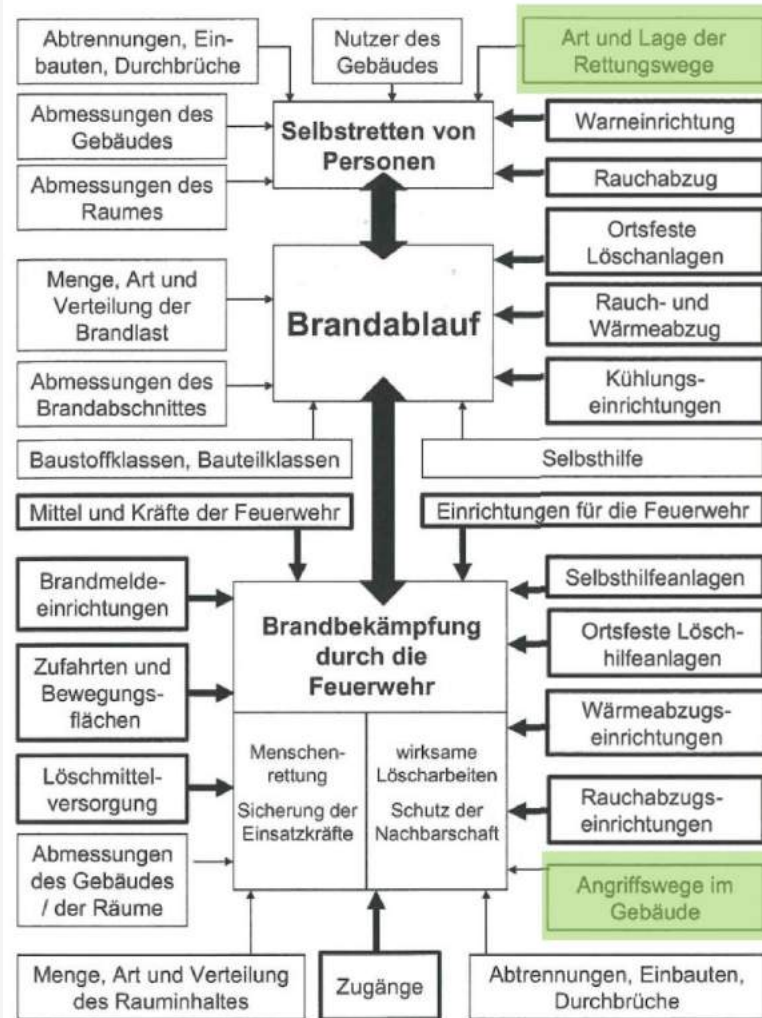 Abtrennungen, Ein-
bauten, Durchbrüche
Nutzer des
Gebäudes
Art und Lage der
Rettungswege
Abmessungen des
Gebäudes
Selbstretten von
Personen
Warneinrichtung
Abmessungen des
Raumes
Rauchabzug
Menge, Art und
Verteilung der
Brandlast
Brandablauf
Ortsfeste
Löschanlagen
Rauch- und
Wärmeabzug
Abmessungen des
Brandabschnittes
Kühlungs-
einrichtungen
Baustoffklassen, Bauteilklassen
Selbsthilfe
Mittel und Kräfte der Feuerwehr
Einrichtungen für die Feuerwehr
Brandmelde-
einrichtungen
Brandbekämpfung
durch die
Feuerwehr
Selbsthilfeanlagen
Zufahrten und
Bewegungs-
flächen
Ortsfeste Lösch-
hilfeanlagen
Menschen-
rettung
Sicherung der
Einsatzkräfte
wirksame
Löscharbeiten
Schutz der
Nachbarschaft
Wärmeabzugs-
einrichtungen
Löschmittel-
versorgung
Rauchabzugs-
einrichtungen
Abmessungen
des Gebäudes
/ der Räume
Angriffswege im
Gebäude
Menge, Art und Verteilung
des Rauminhaltes
Zugänge
Abtrennungen, Einbauten,
Durchbrüche